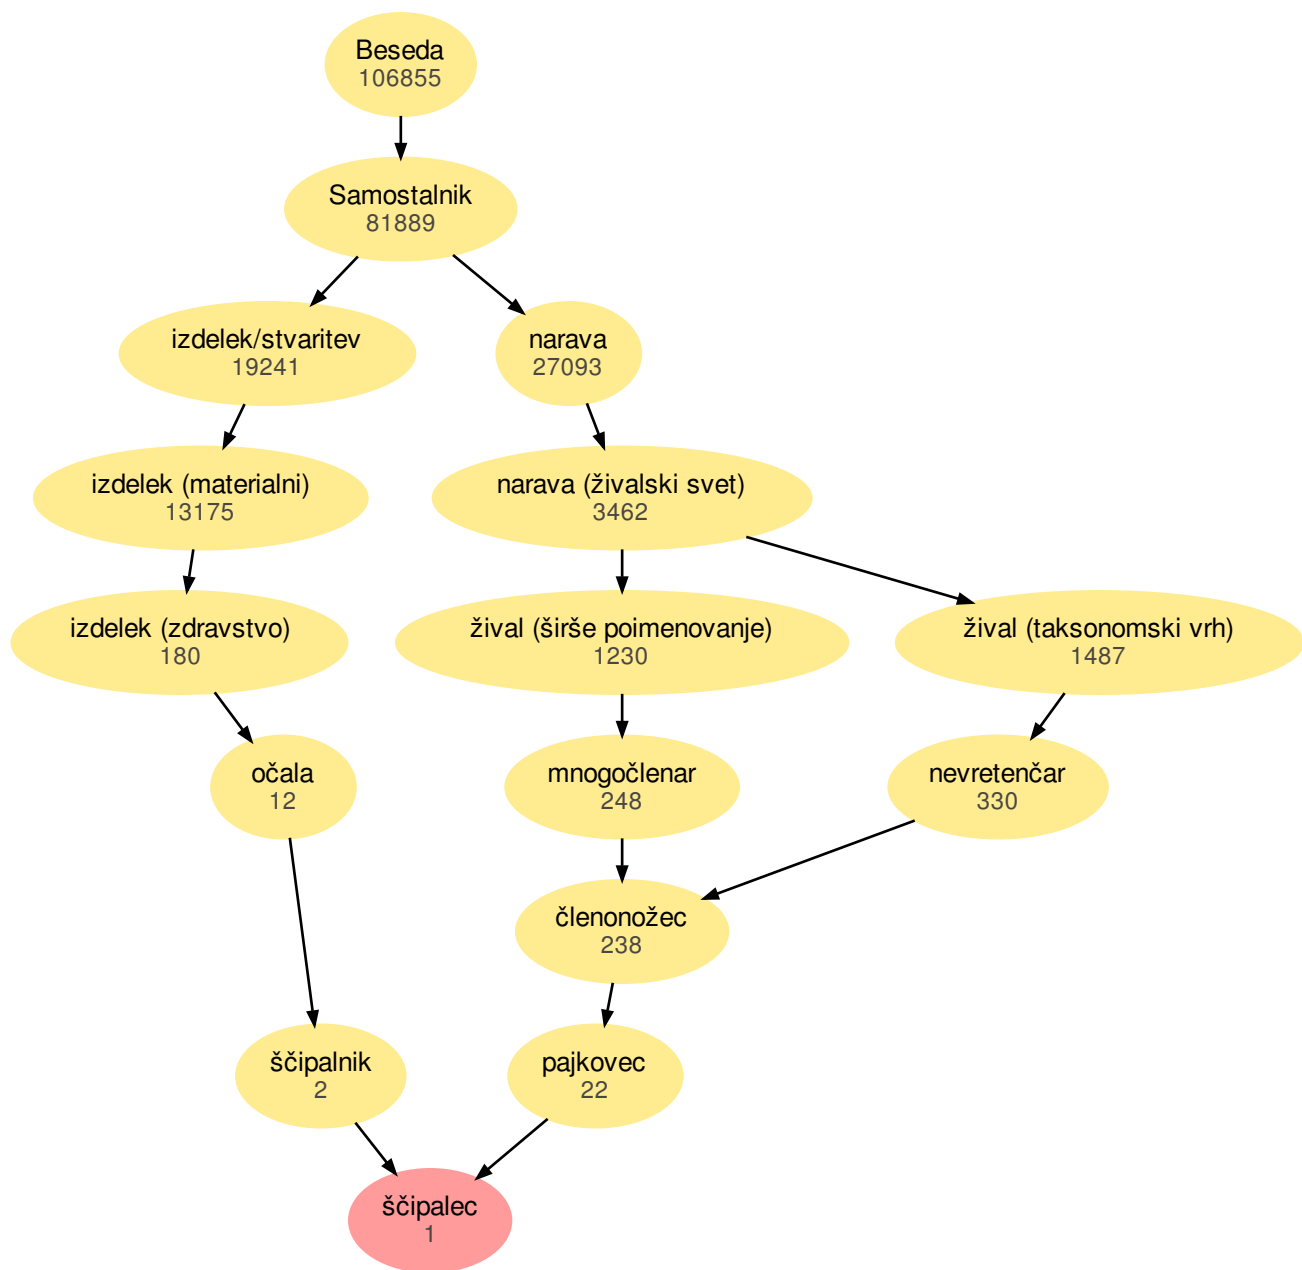 Beseda
106855
Samostalnik
81889
izdelek/stvaritev
19241
narava
27093
izdelek (materialni)
13175
narava (živalski svet)
3462
izdelek (zdravstvo)
180
žival (širše poimenovanje)
1230
žival (taksonomski vrh)
1487
očala
12
mnogočlenar
248
nevretenčar
330
členonožec
238
ščipalnik
2
pajkovec
22
ščipalec
1